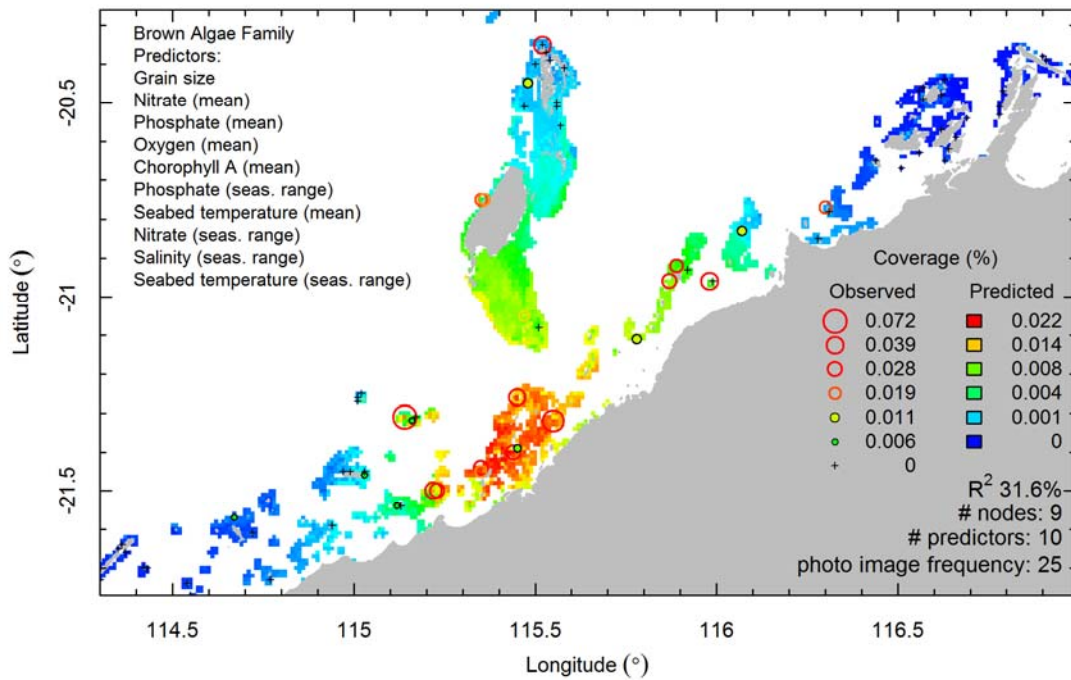 Brown Algae Family
Predictors:
Grain size
Nitrate (mean)
Phosphate (mean)
Oxygen (mean)
Chorophyll A (mean)
Phosphate (seas. range)
Seabed temperature (mean)
Nitrate (seas. range)
Salinity (seas. range)
Seabed temperature (seas. range)
Latitude (°)
-20.5
-21
-21.5
Coverage (%)
Observed Predicted
0.072 0.022
0.039 0.014
0.028 0.008
0.019 0.004
0.011 0.001
0.006 0
0
R² 31.6%
# nodes: 9
# predictors: 10
photo image frequency: 25
114.5 115 115.5 116 116.5
Longitude (°)